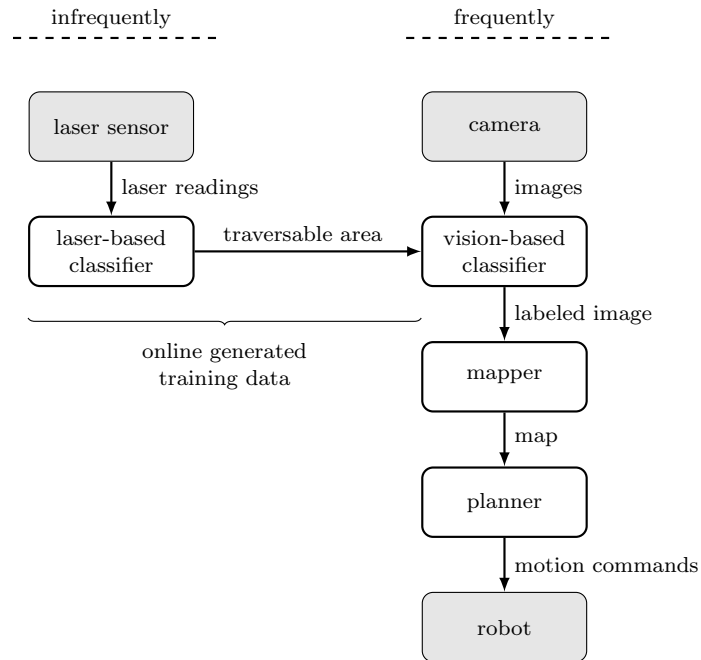 infrequently
frequently
laser sensor
camera
laser readings
images
laser-based
classifier
traversable area
vision-based
classifier
labeled image
online generated
training data
mapper
map
planner
motion commands
robot